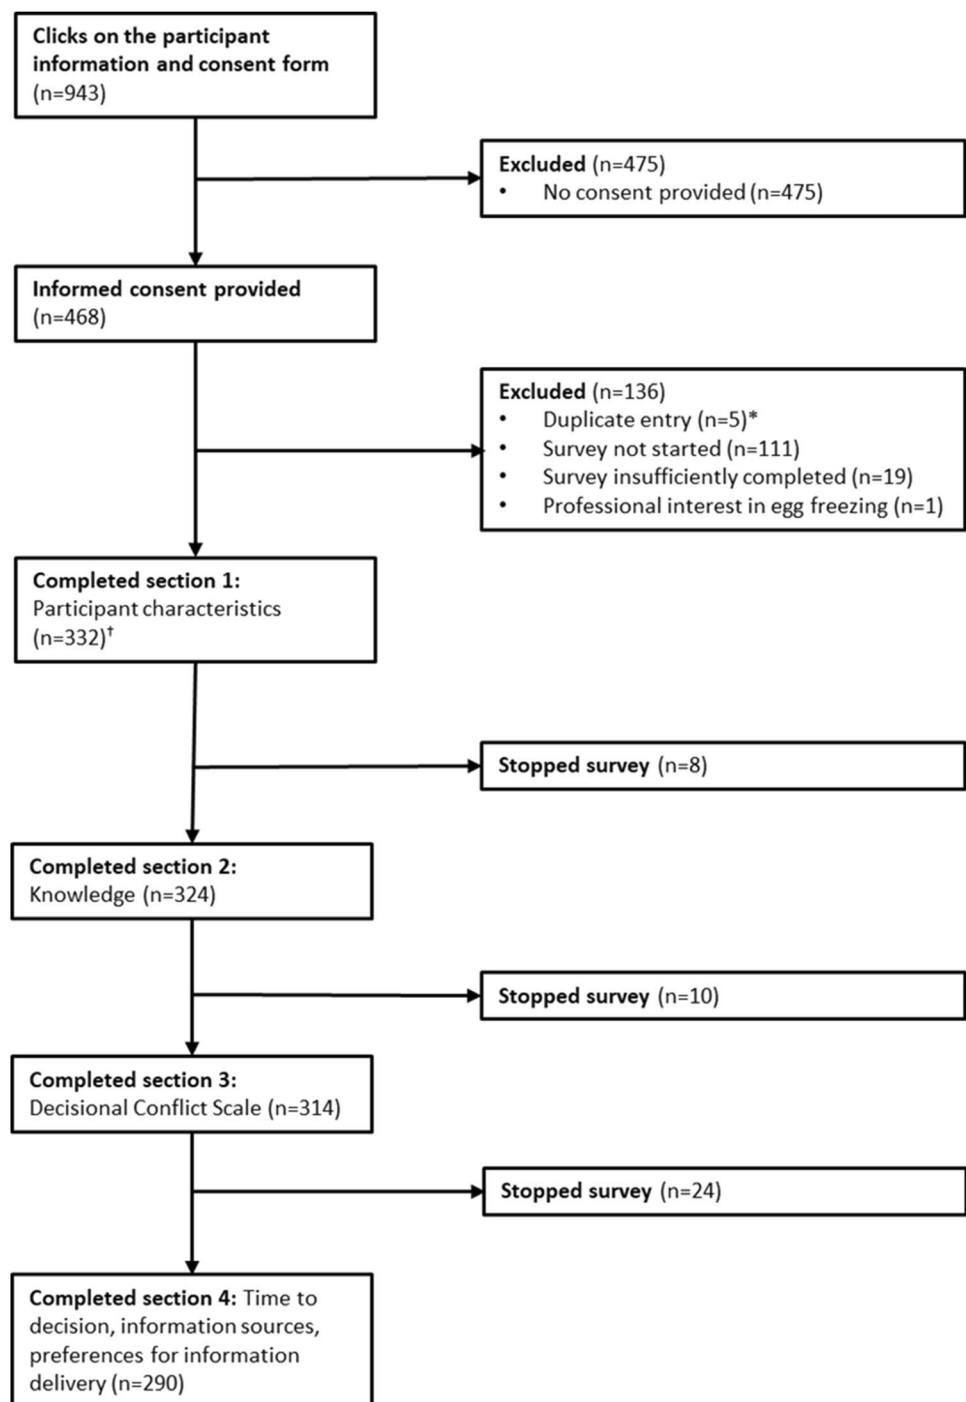 Clicks on the participant
information and consent form
(n=943)
Excluded (n=475)
• No consent provided (n=475)
Informed consent provided
(n=468)
Excluded (n=136)
• Duplicate entry (n=5)*
• Survey not started (n=111)
• Survey insufficiently completed (n=19)
• Professional interest in egg freezing (n=1)
Completed section 1:
Participant characteristics
(n=332)†
Stopped survey (n=8)
Completed section 2:
Knowledge (n=324)
Stopped survey (n=10)
Completed section 3:
Decisional Conflict Scale (n=314)
Stopped survey (n=24)
Completed section 4: Time to
decision, information sources,
preferences for information
delivery (n=290)